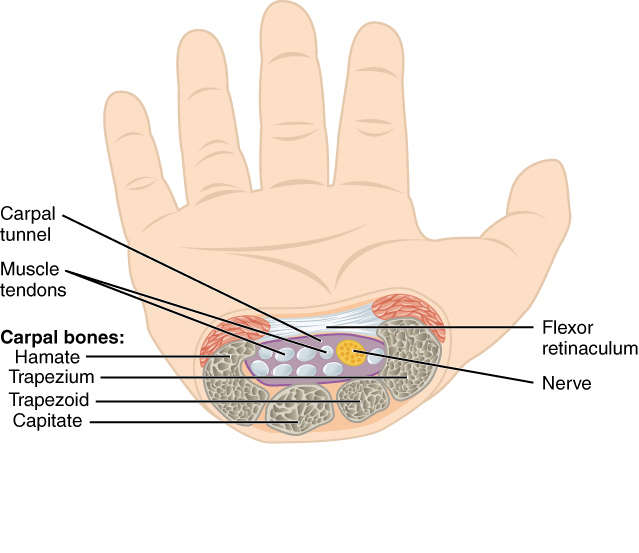 Carpal
tunnel
Muscle
tendons
Carpal bones:
Hamate
Trapezium
Trapezoid
Capitate
Flexor
retinaculum
Nerve